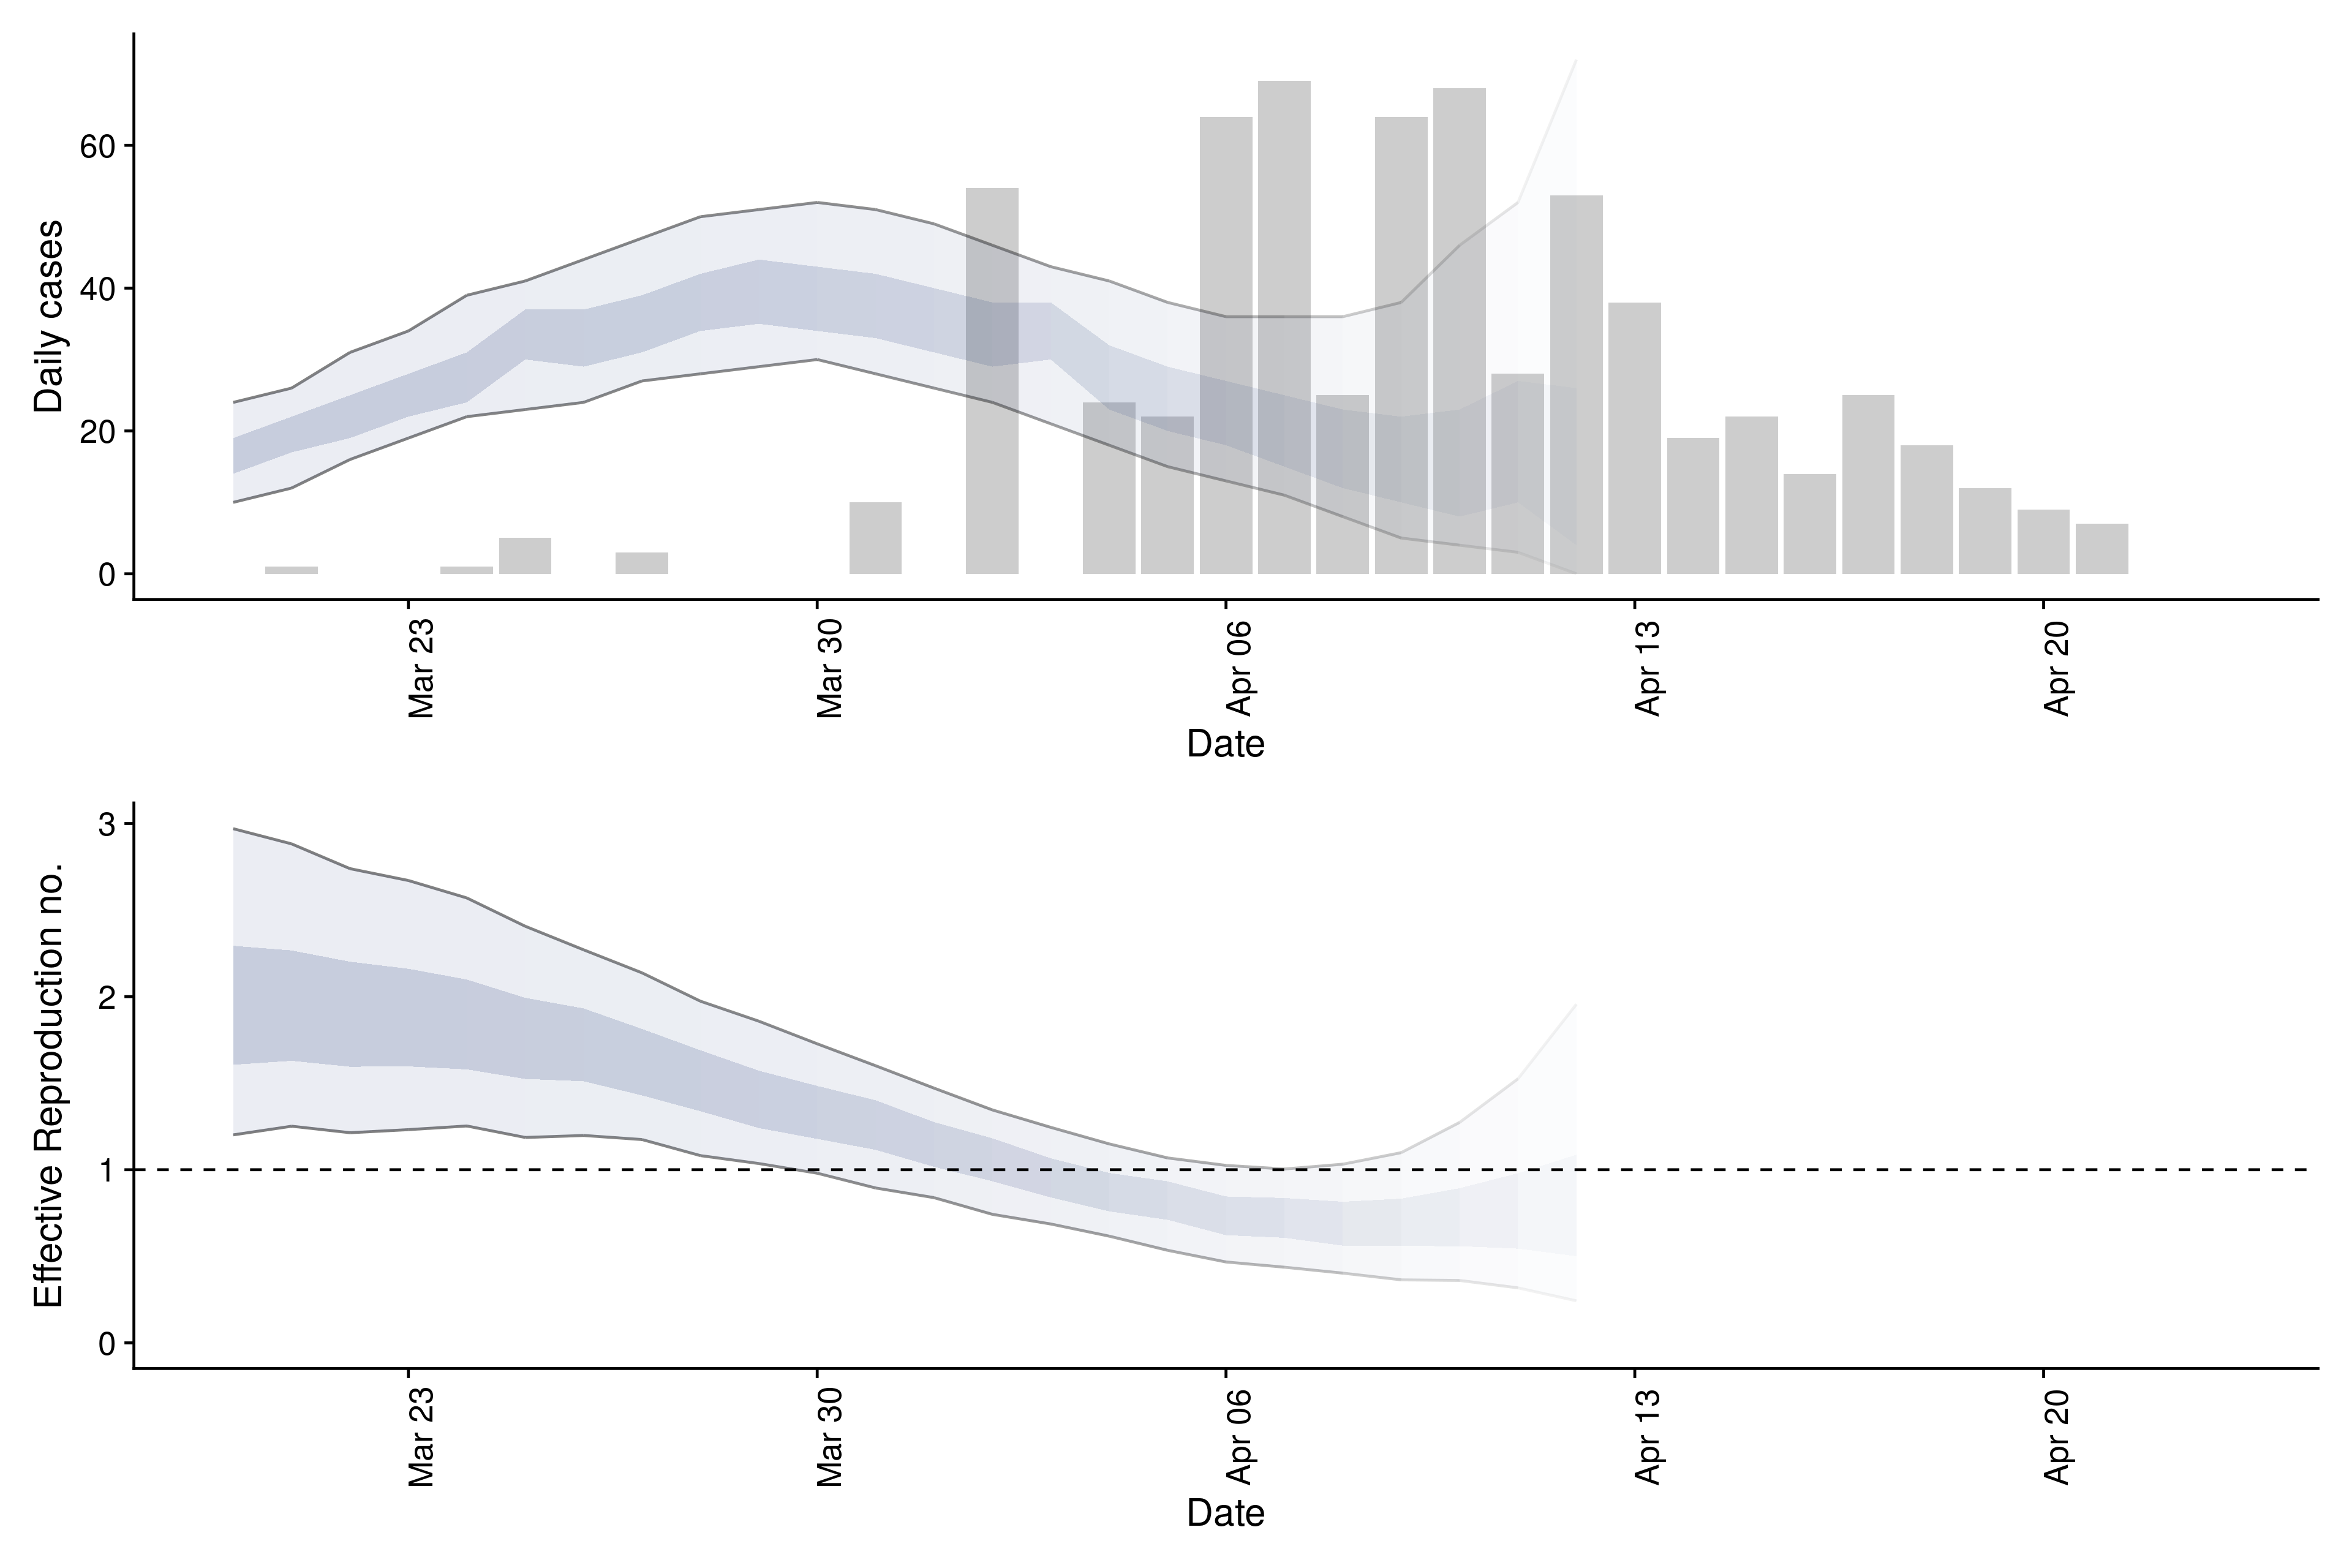 Daily cases
60
40
20
0
Mar 23
Mar 30
Apr 06
Apr 13
Apr 20
Date
Effective Reproduction no.
3
2
1
0
Mar 23
Mar 30
Apr 06
Apr 13
Apr 20
Date